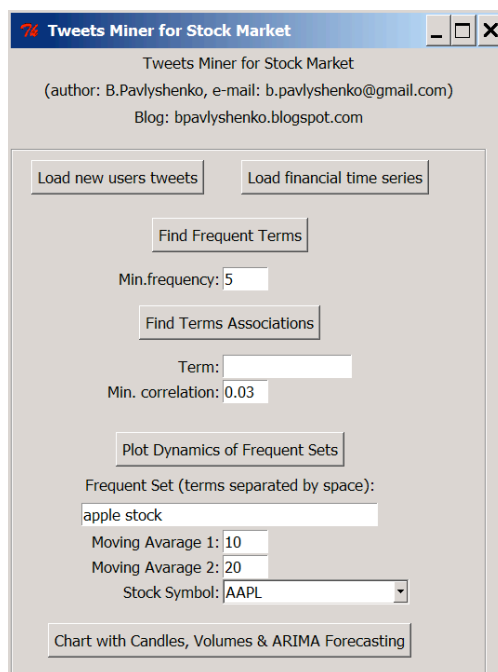 Tweets Miner for Stock Market
Tweets Miner for Stock Market
(author: B.Pavlyshenko, e-mail: b.pavlyshenko@gmail.com)
Blog: bpavlyshenko.blogspot.com
Load new users tweets Load financial time series
Find Frequent Terms
Min.frequency: 5
Find Terms Associations
Term:
Min. correlation: 0.03
Plot Dynamics of Frequent Sets
Frequent Set (terms separated by space):
apple stock
Moving Avarage 1: 10
Moving Avarage 2: 20
Stock Symbol: AAPL
Chart with Candles, Volumes & ARIMA Forecasting